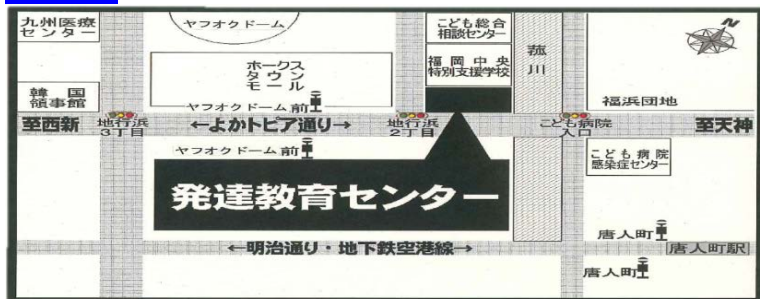 九州医療
センター
ヤフオクドーム
こども総合
相談センター
菰
川
N
ホークス
タウン
モール
福岡中央
特別支援学校
韓国
領事館
ヤフオクドーム前
福浜団地
至西新
地行浜
3丁目
←よかトピア通り→
地行浜
2丁目
こども病院
入口
至天神
ヤフオクドーム前
こども病院
感染症センター
発達教育センター
唐人町
←明治通り・地下鉄空港線→
唐人町駅
唐人町